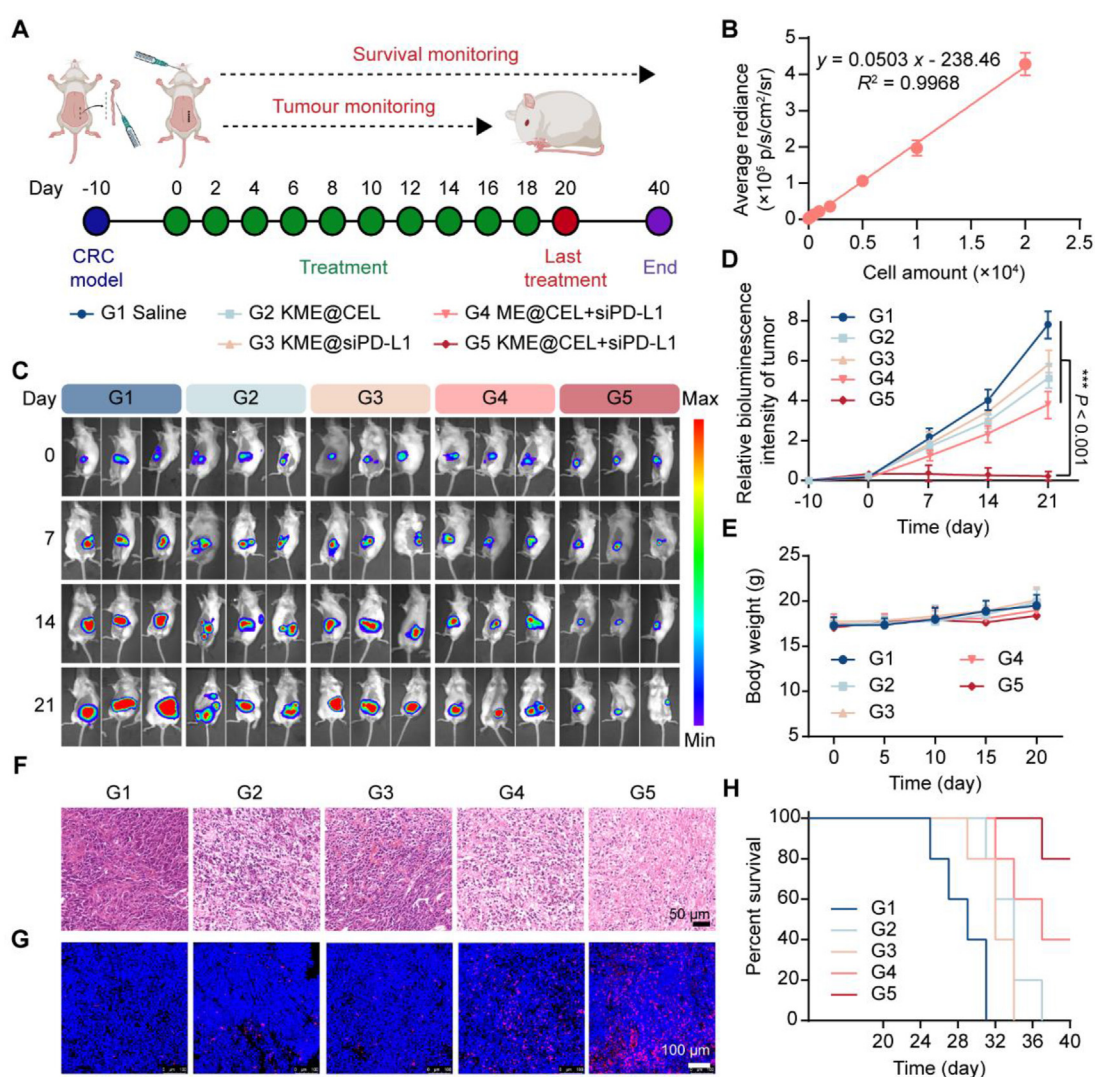 A
Survival monitoring
Tumour monitoring
Day -10 0 2 4 6 8 10 12 14 16 18 20 40
CRC model
Treatment
Last treatment
End
G1 Saline
G2 KME@CEL
G4 ME@CEL+siPD-L1
G3 KME@siPD-L1
G5 KME@CEL+siPD-L1
B
y = 0.0503 x - 238.46
R² = 0.9968
Average rediance
(×10⁵ p/s/cm²/sr)
5
4
3
2
1
0
0 0.5 1 1.5 2 2.5
Cell amount (×10⁴)
C
Day G1 G2 G3 G4 G5 Max
0
7
14
21
Min
D
Relative bioluminescence
intensity of tumor
8
6
4
2
0
G1
G2
G3
G4
G5
*** P < 0.001
-10 0 7 14 21
Time (day)
E
Body weight (g)
25
20
15
10
5
G1
G2
G3
G4
G5
0 5 10 15 20
Time (day)
F
G1 G2 G3 G4 G5
50 µm
G
100 µm
H
Percent survival
100
80
60
40
20
0
G1
G2
G3
G4
G5
20 24 28 32 36 40
Time (day)